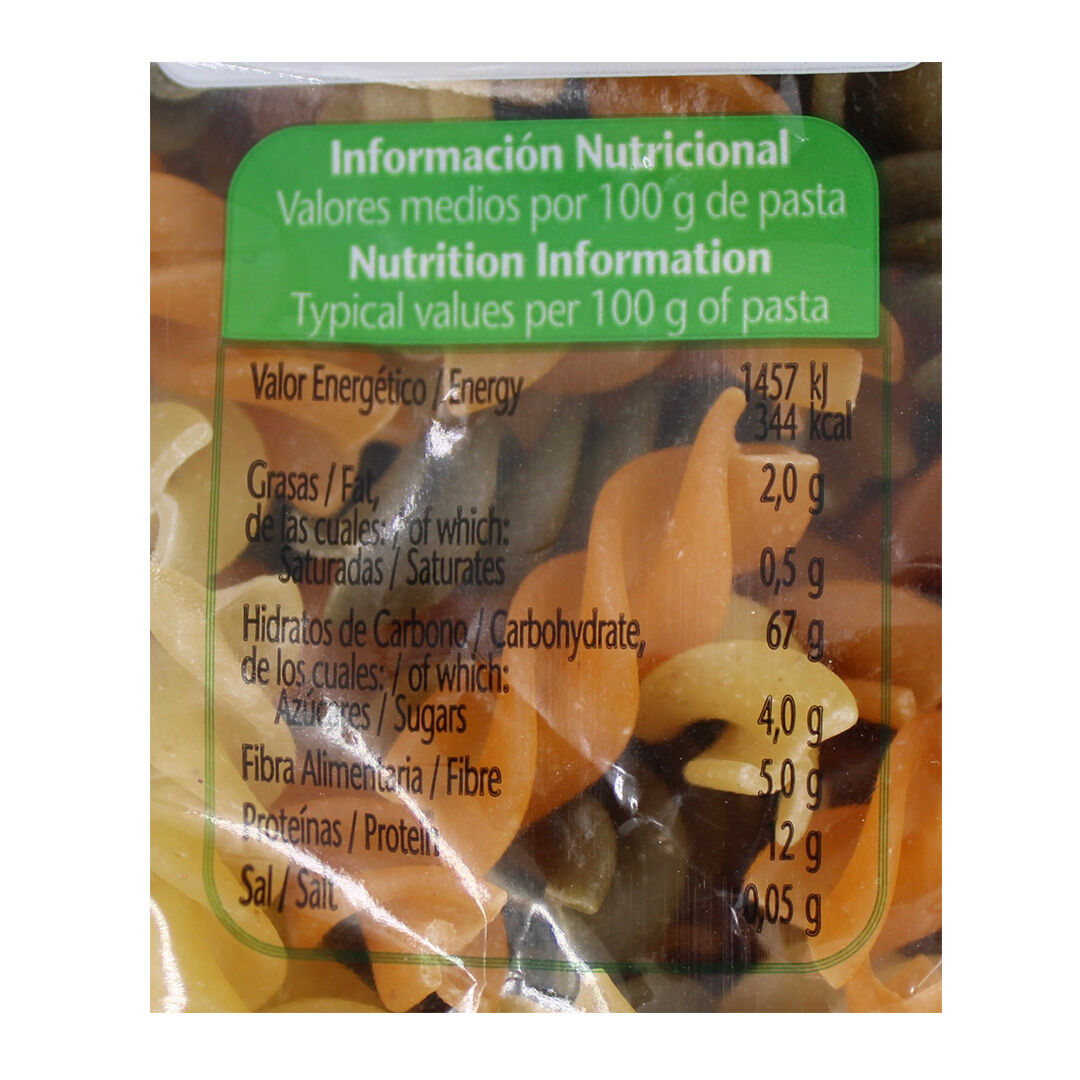 Información Nutricional
Valores medios por 100 g de pasta
Nutrition Information
Typical values per 100 g of pasta
Valor Energético / Energy 1457 kJ
344 kcal
Grasas / Fat, 2,0 g
de las cuales: / of which:
Saturadas / Saturates 0,5 g
Hidratos de Carbono / Carbohydrate, 67 g
de los cuales: / of which:
Azúcares / Sugars 4,0 g
Fibra Alimentaria / Fibre 5,0 g
Proteínas / Protein 12 g
Sal / Salt 0,05 g